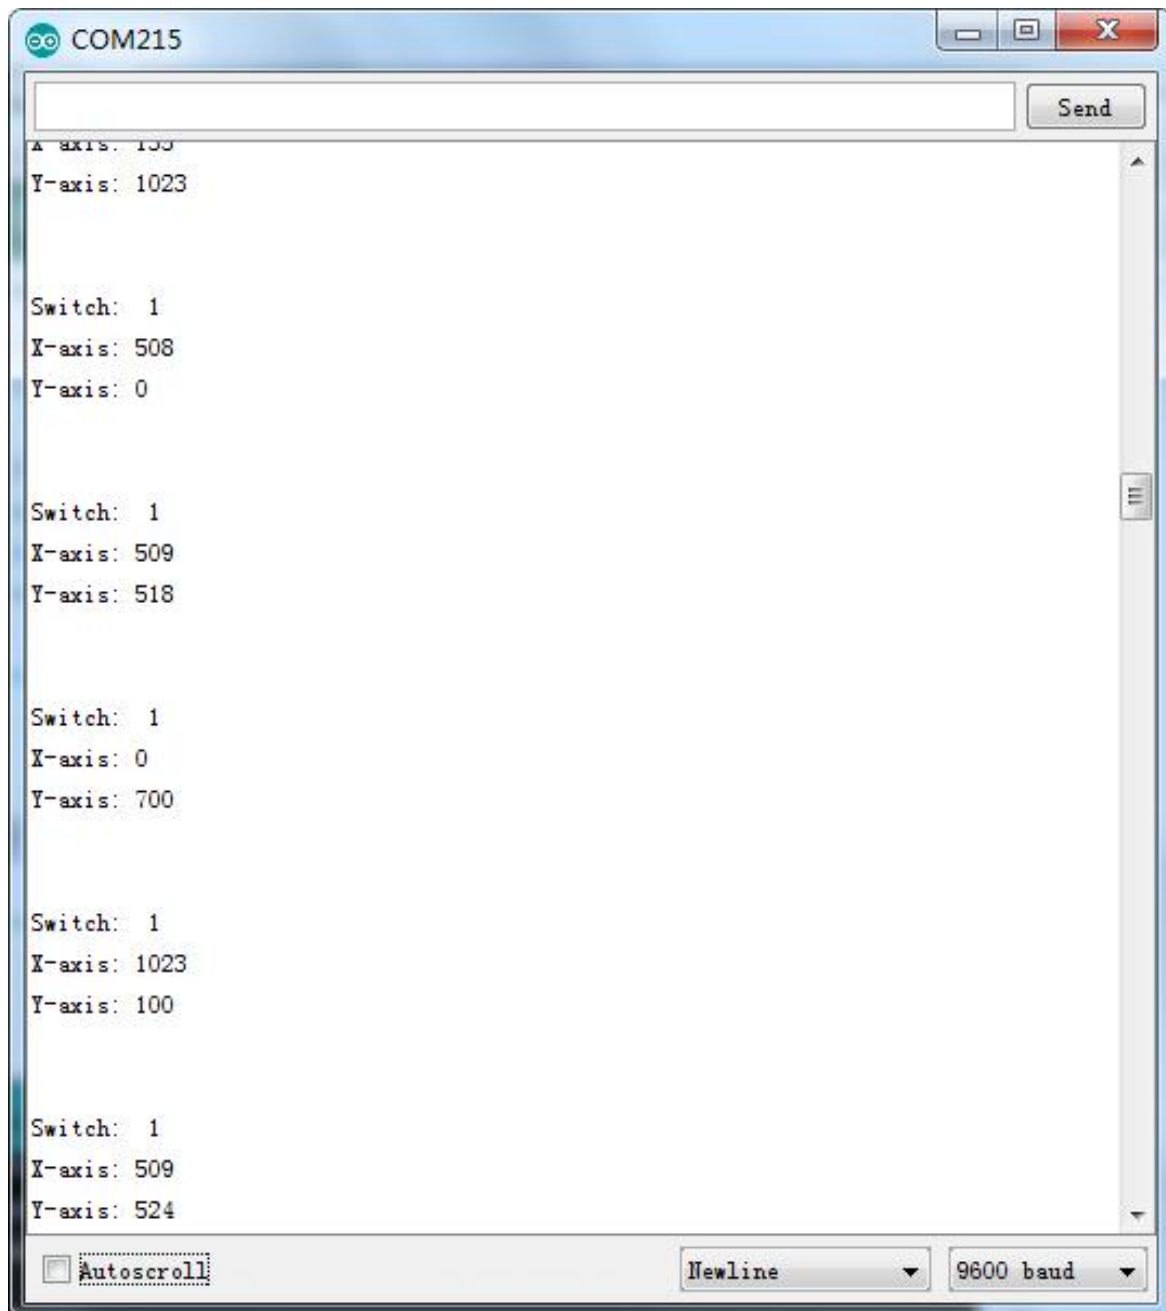 COM215
Send
X-axis:
Y-axis: 1023
Switch:  1
X-axis: 508
Y-axis: 0
Switch:  1
X-axis: 509
Y-axis: 518
Switch:  1
X-axis: 0
Y-axis: 700
Switch:  1
X-axis: 1023
Y-axis: 100
Switch:  1
X-axis: 509
Y-axis: 524
Autoscroll
Newline
9600 baud